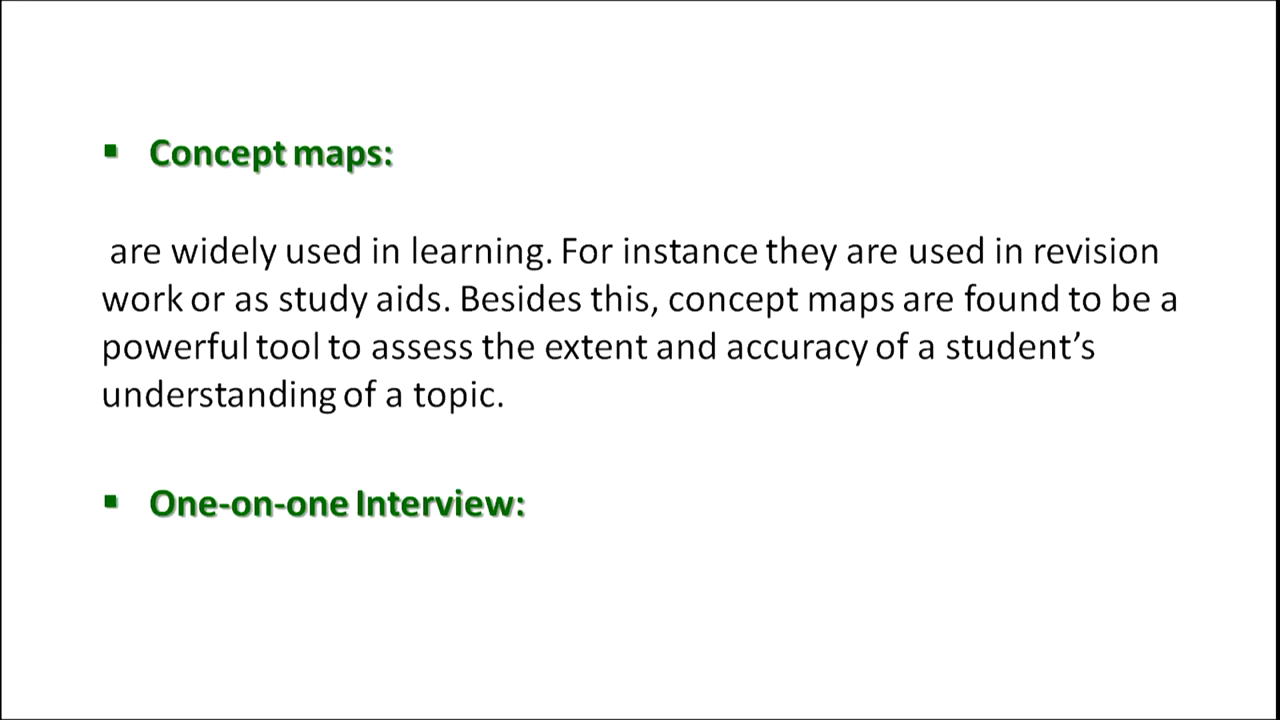 ▪ Concept maps:
are widely used in learning. For instance they are used in revision
work or as study aids. Besides this, concept maps are found to be a
powerful tool to assess the extent and accuracy of a student’s
understanding of a topic.
▪ One-on-one Interview: